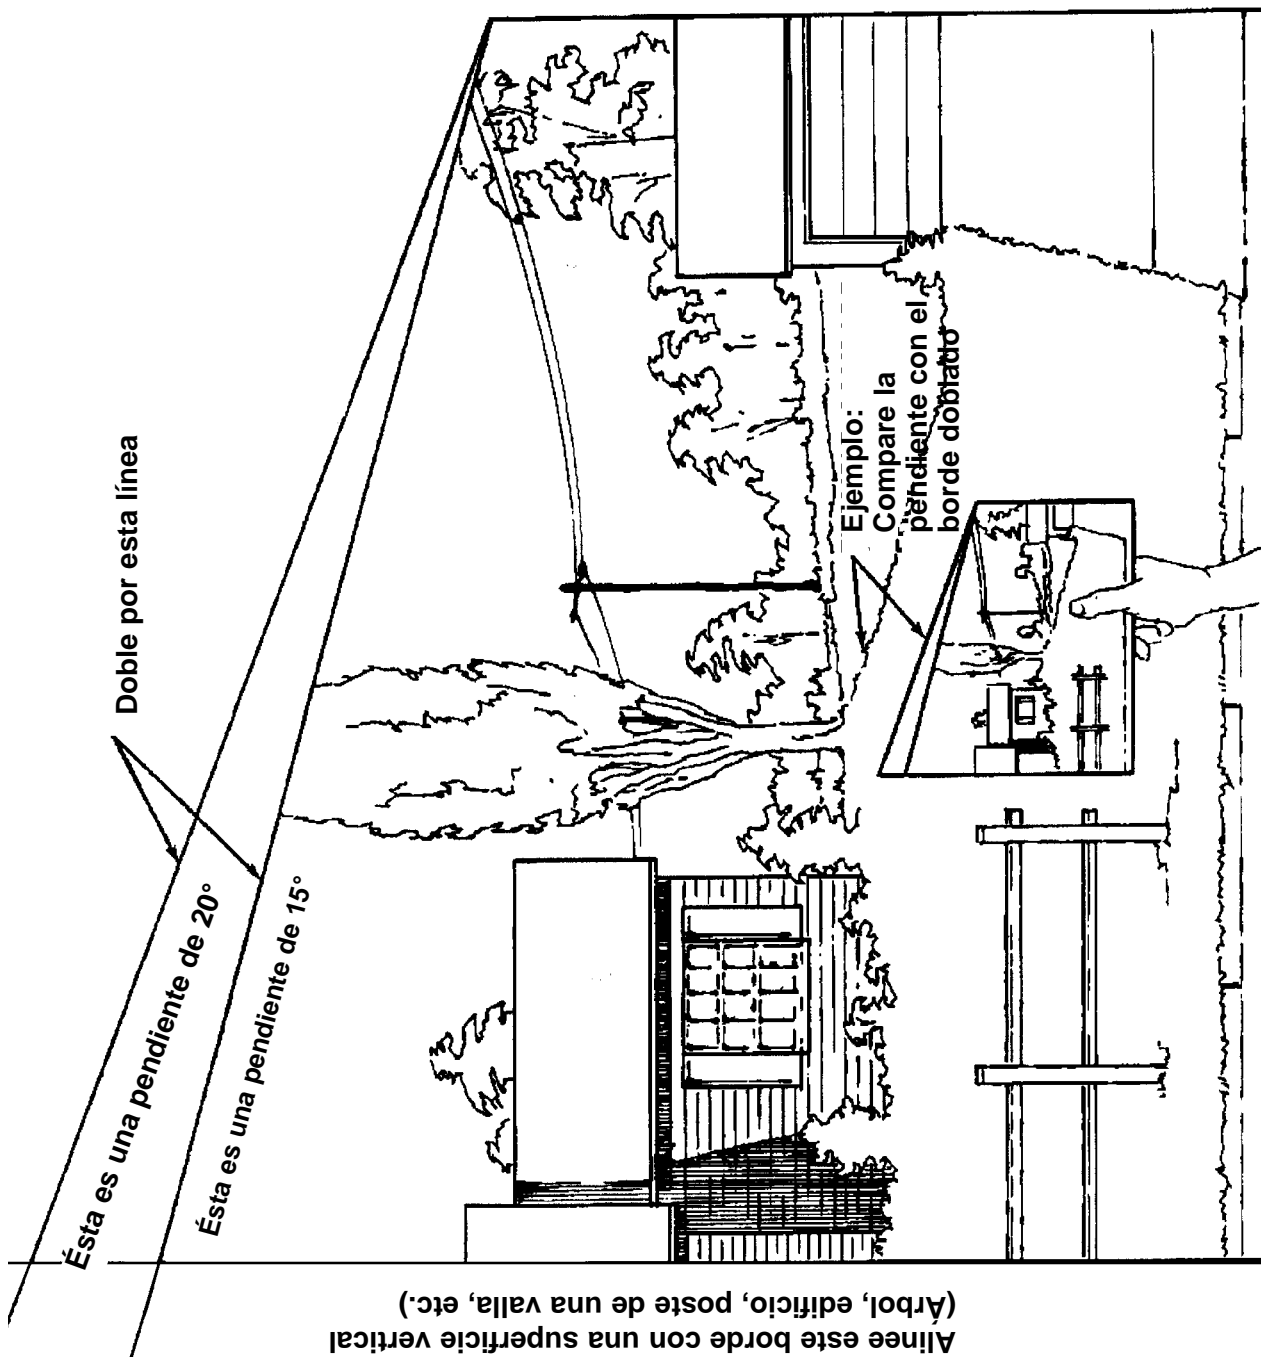 Doble por esta línea
Ésta es una pendiente de 20°
Ésta es una pendiente de 15°
Ejemplo:
Compare la
pendiente con el
borde doblado
Alinee este borde con una superficie vertical
(Árbol, edificio, poste de una valla, etc.)